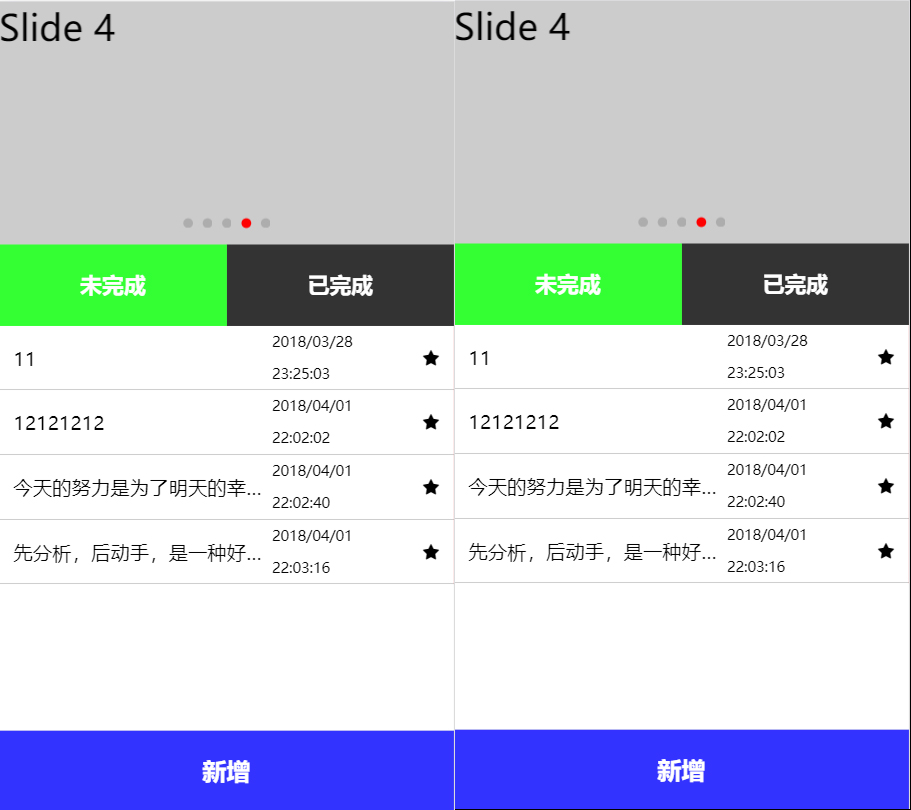 Slide 4
未完成 已完成
11 2018/03/28
23:25:03
12121212 2018/04/01
22:02:02
今天的努力是为了明天的幸... 2018/04/01
22:02:40
先分析，后动手，是一种好... 2018/04/01
22:03:16
新增
Slide 4
未完成 已完成
11 2018/03/28
23:25:03
12121212 2018/04/01
22:02:02
今天的努力是为了明天的幸... 2018/04/01
22:02:40
先分析，后动手，是一种好... 2018/04/01
22:03:16
新增